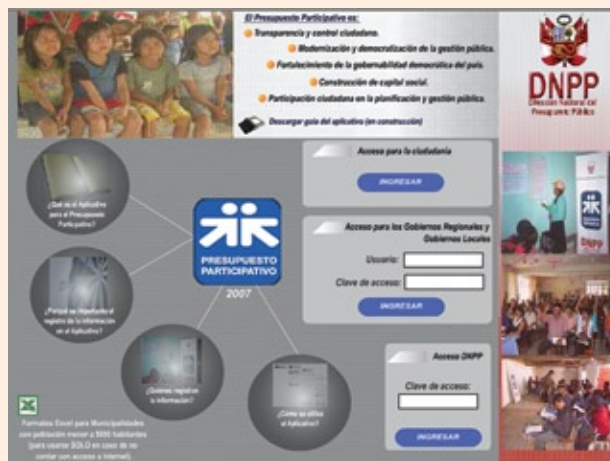 El Presupuesto Participativo es:
Transparencia y control ciudadano.
Modernización y democratización de la gestión pública.
Fortalecimiento de la gobernabilidad democrática del país.
Construcción de capital social.
Participación ciudadana en la planificación y gestión pública.
Descargar guía del aplicativo (en construcción)
DNPP
Dirección Nacional del
Presupuesto Público
¿Qué es el Aplicativo
para el Presupuesto
Participativo?
¿Porqué es importante el
registro de la información
en el Aplicativo?
¿Quienes registran
la información?
¿Cómo se utiliza
el Aplicativo?
PRESUPUESTO
PARTICIPATIVO
2007
Acceso para la ciudadanía
INGRESAR
Acceso para los Gobiernos Regionales y
Gobiernos Locales
Usuario:
Clave de acceso:
INGRESAR
Acceso DNPP
Clave de acceso:
INGRESAR
DNPP
Formatos Excel para Municipalidades
con población menor a 5000 habitantes
(para usarse SOLO en caso de no
contar con acceso a Internet).